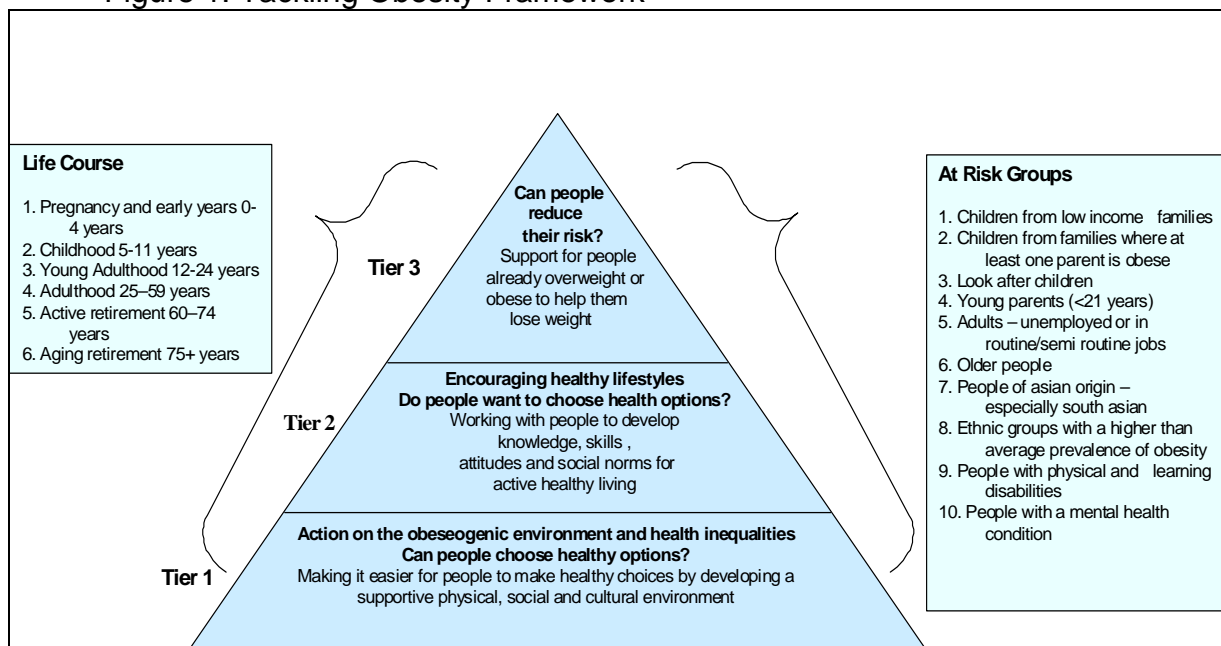 Figure 1: Tackling Obesity Framework
Life Course
1. Pregnancy and early years 0-
4 years
2. Childhood 5-11 years
3. Young Adulthood 12-24 years
4. Adulthood 25–59 years
5. Active retirement 60–74
years
6. Aging retirement 75+ years
Tier 3
Can people
reduce
their risk?
Support for people
already overweight or
obese to help them
lose weight
Tier 2
Encouraging healthy lifestyles
Do people want to choose health options?
Working with people to develop
knowledge, skills ,
attitudes and social norms for
active healthy living
Tier 1
Action on the obeseogenic environment and health inequalities
Can people choose healthy options?
Making it easier for people to make healthy choices by developing a
supportive physical, social and cultural environment
At Risk Groups
1. Children from low income families
2. Children from families where at
least one parent is obese
3. Look after children
4. Young parents (<21 years)
5. Adults – unemployed or in
routine/semi routine jobs
6. Older people
7. People of asian origin –
especially south asian
8. Ethnic groups with a higher than
average prevalence of obesity
9. People with physical and learning
disabilities
10. People with a mental health
condition